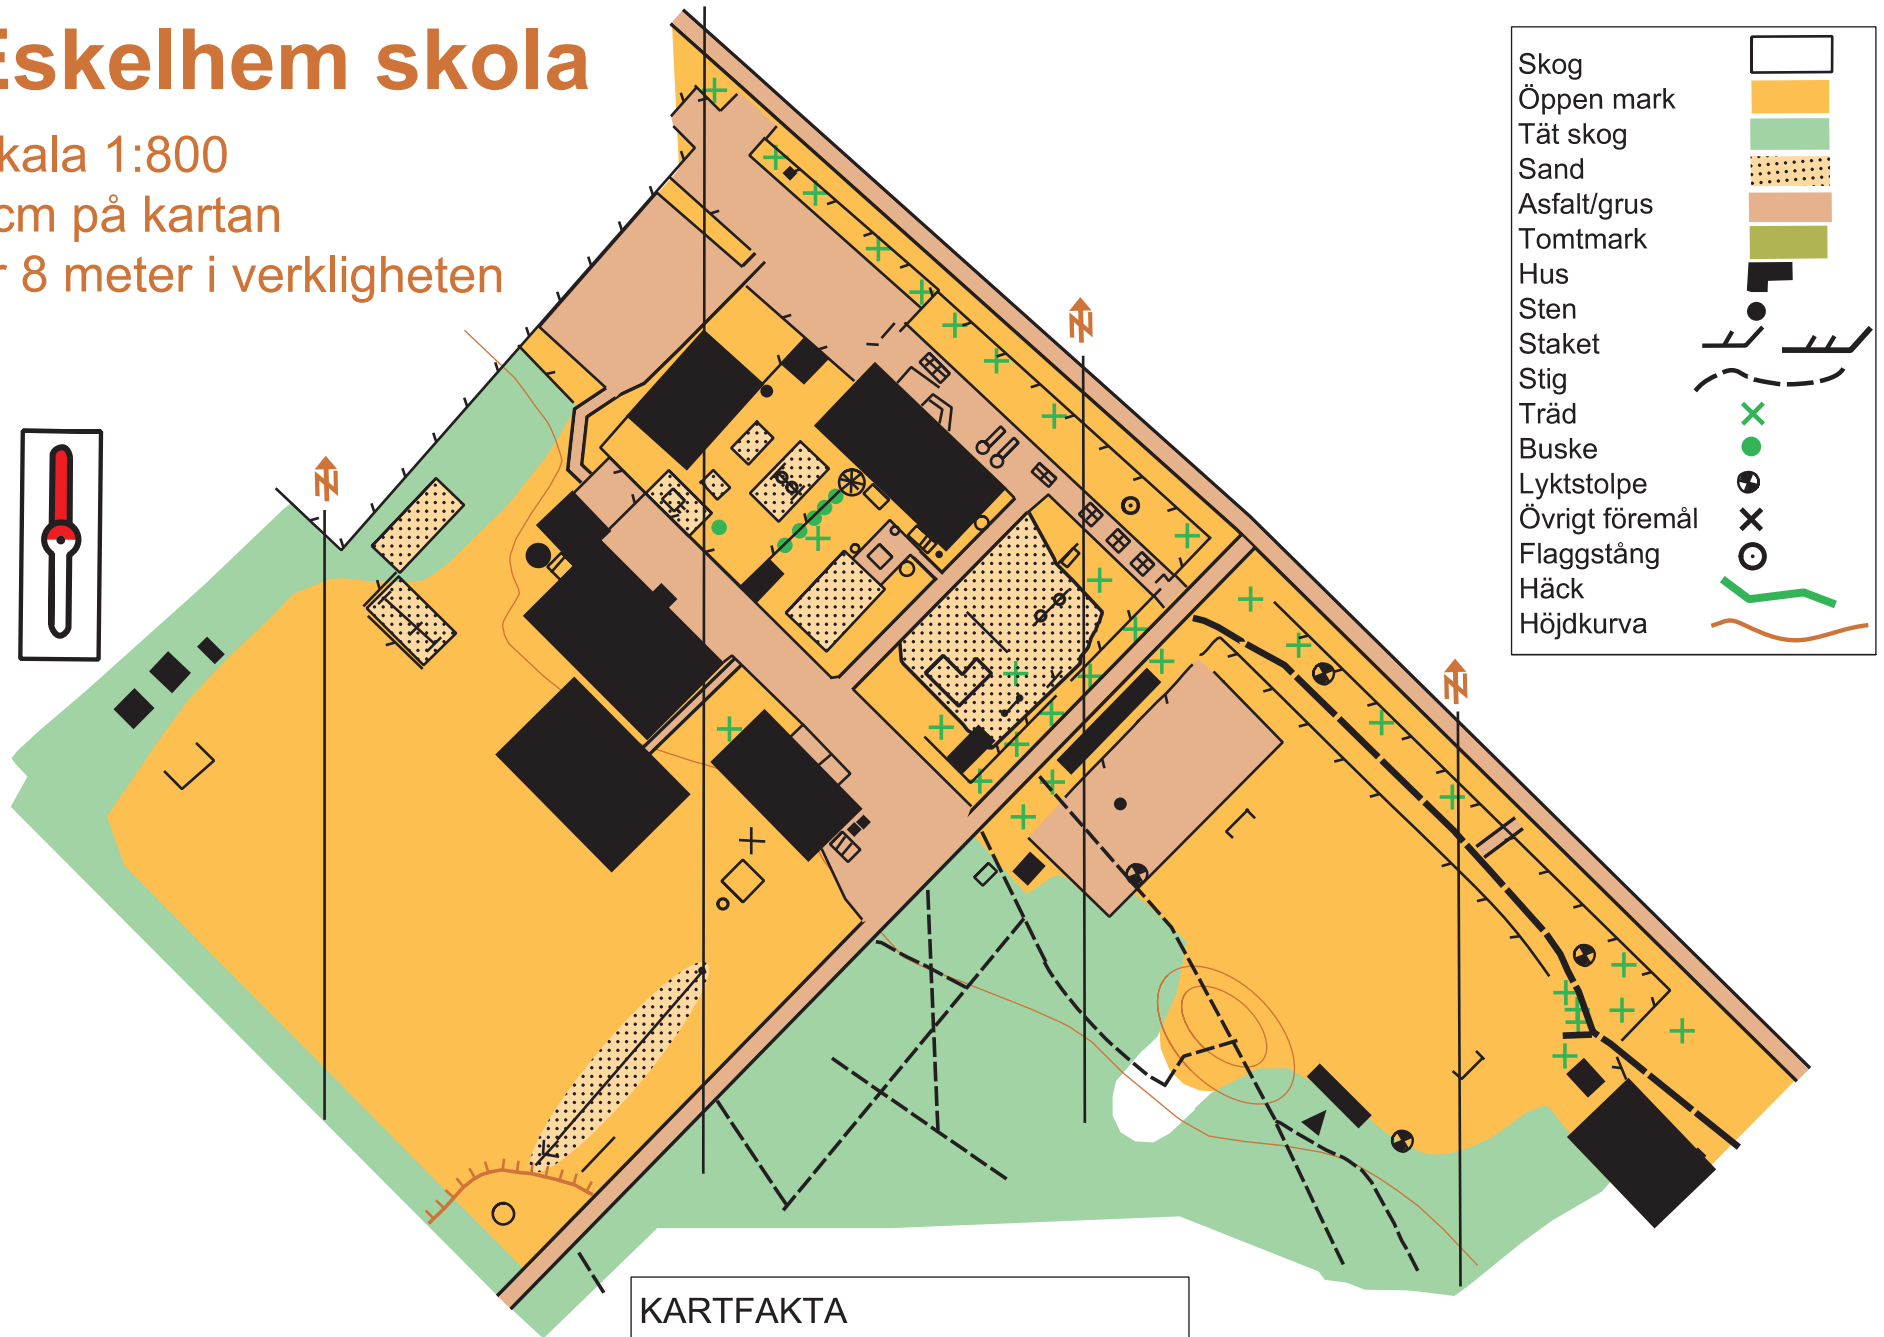 Eskelhem skola
kala 1:800
cm på kartan
r 8 meter i verkligheten
Skog
Öppen mark
Tät skog
Sand
Asfalt/grus
Tomtmark
Hus
Sten
Staket
Stig
Träd
Buske
Lyktstolpe
Övrigt föremål
Flaggstång
Häck
Höjdkurva
N
N
N
KARTFAKTA